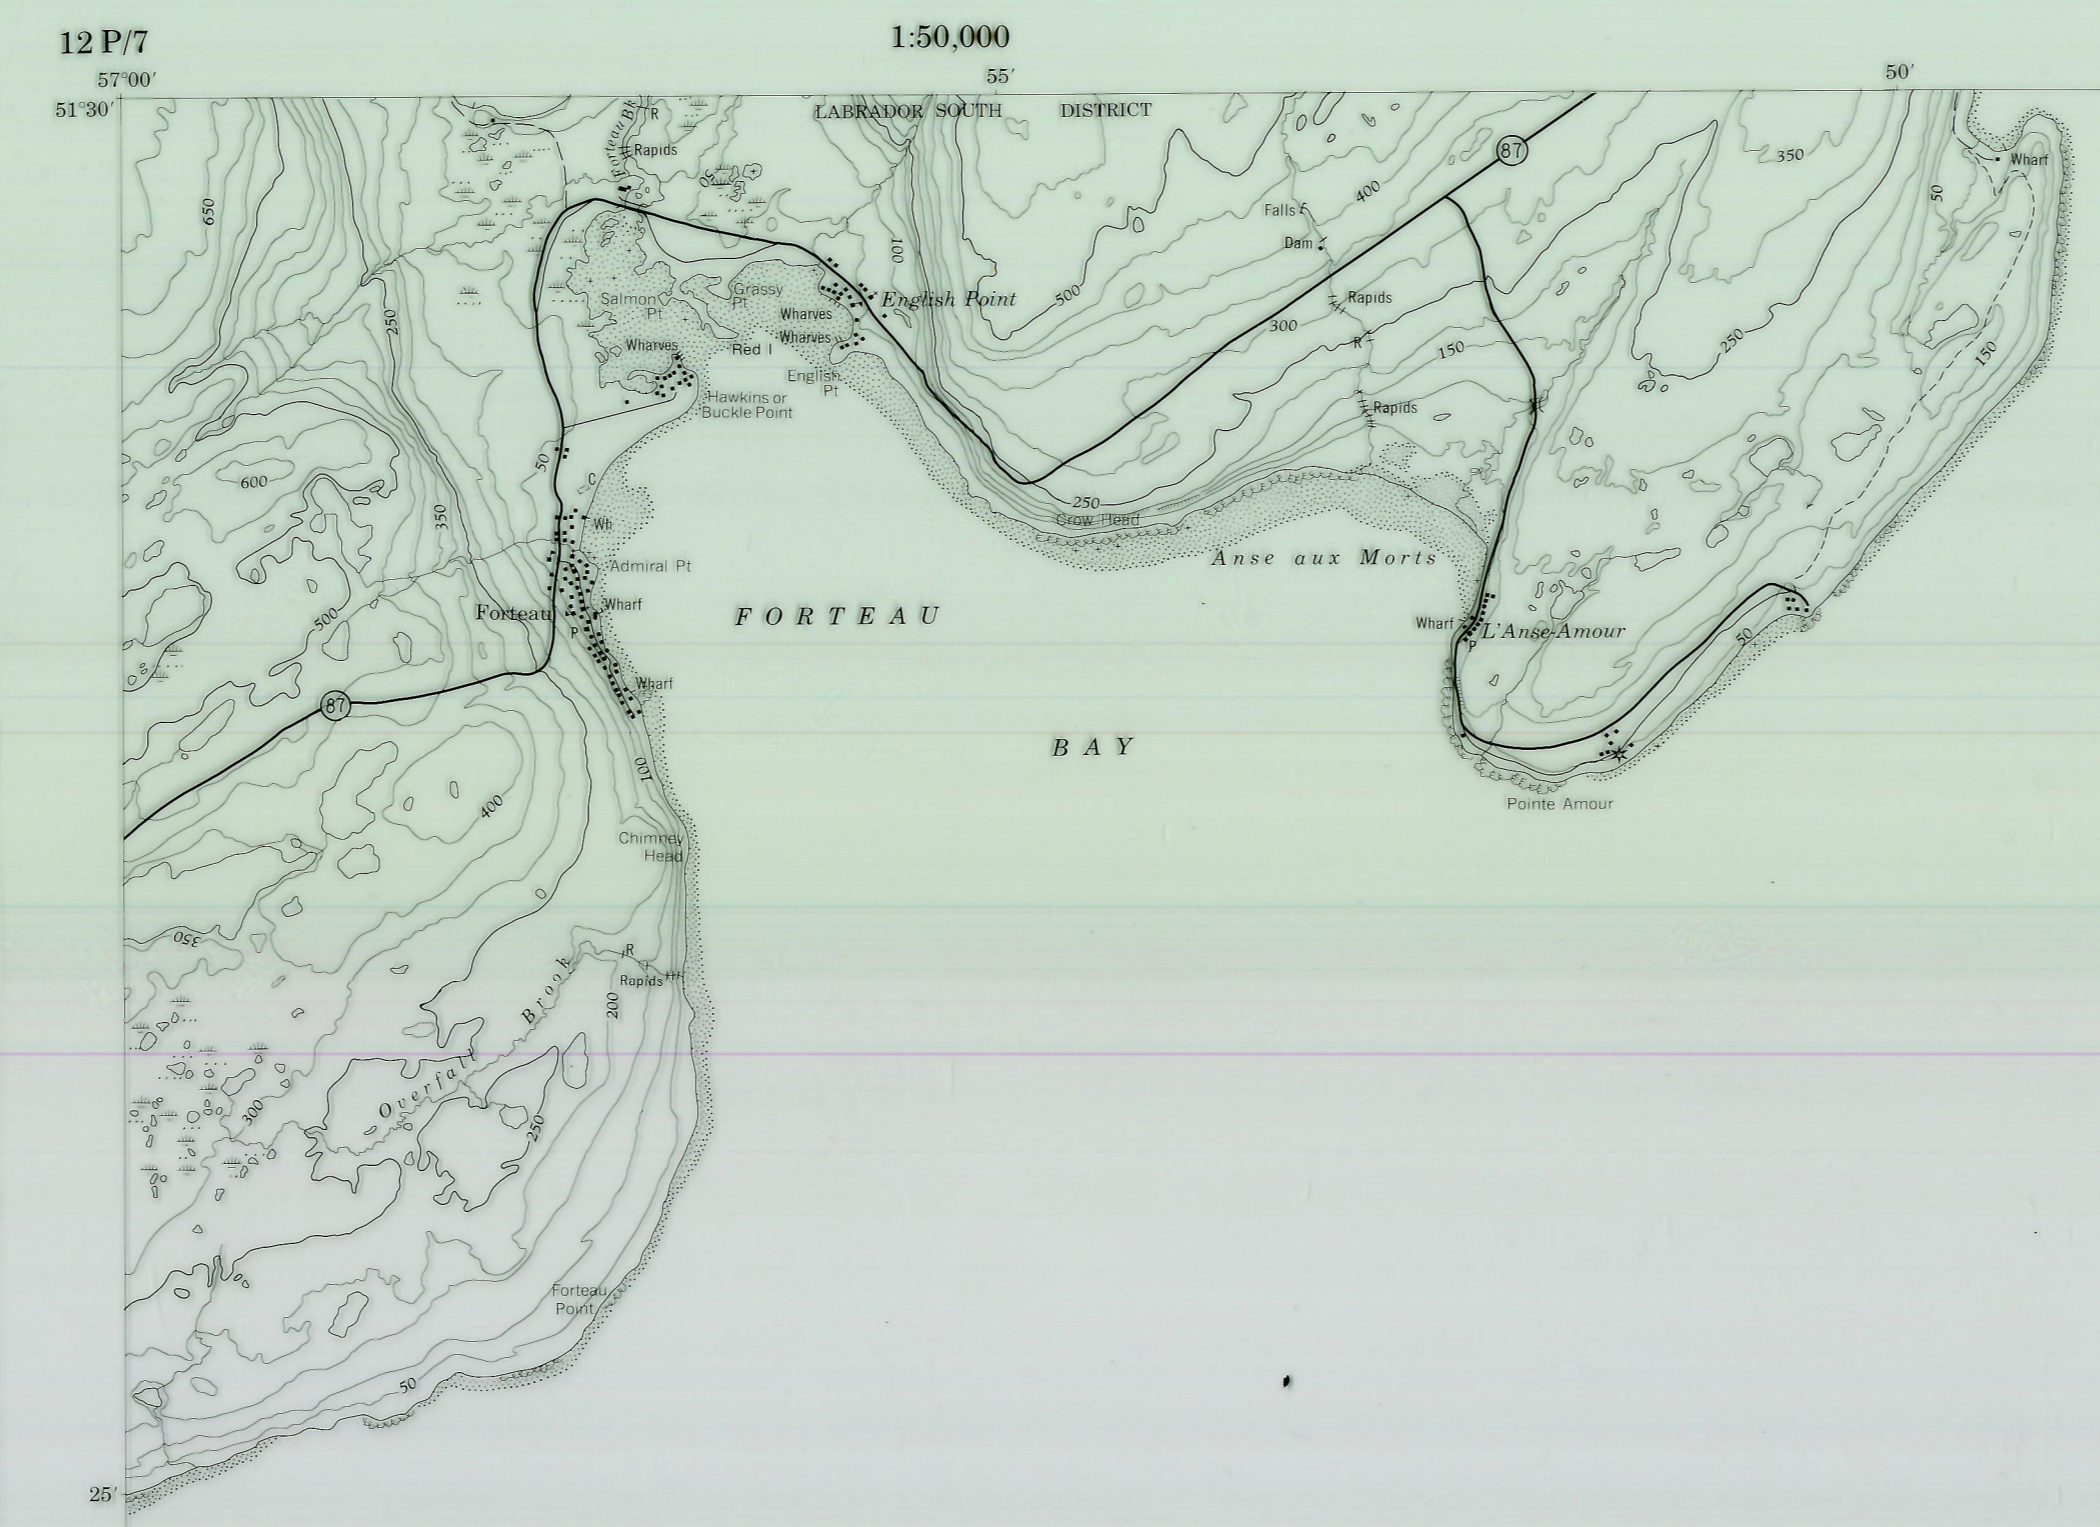 12 P/7
1:50,000
57°00′
55′
50′
51°30′
LABRADOR SOUTH DISTRICT
Forteau Bk
R
Rapids
50
87
350
Wharf
650
400
50
Falls
Dam
100
250
Salmon
Pt
Grassy
Pt
English Point
Wharves
Wharves
Wharves
Red I
English
Pt
500
Rapids
300
R
150
250
150
Hawkins or
Buckle Point
Rapids
600
50
C
350
Wh
250
Crow Head
Anse aux Morts
Admiral Pt
Wharf
Forteau
P
500
FORTEAU
Wharf
L'Anse-Amour
P
50
Wharf
87
BAY
100
400
Pointe Amour
Chimney
Head
350
R
Rapids
200
Overfall Brook
300
250
Forteau
Point
50
25′